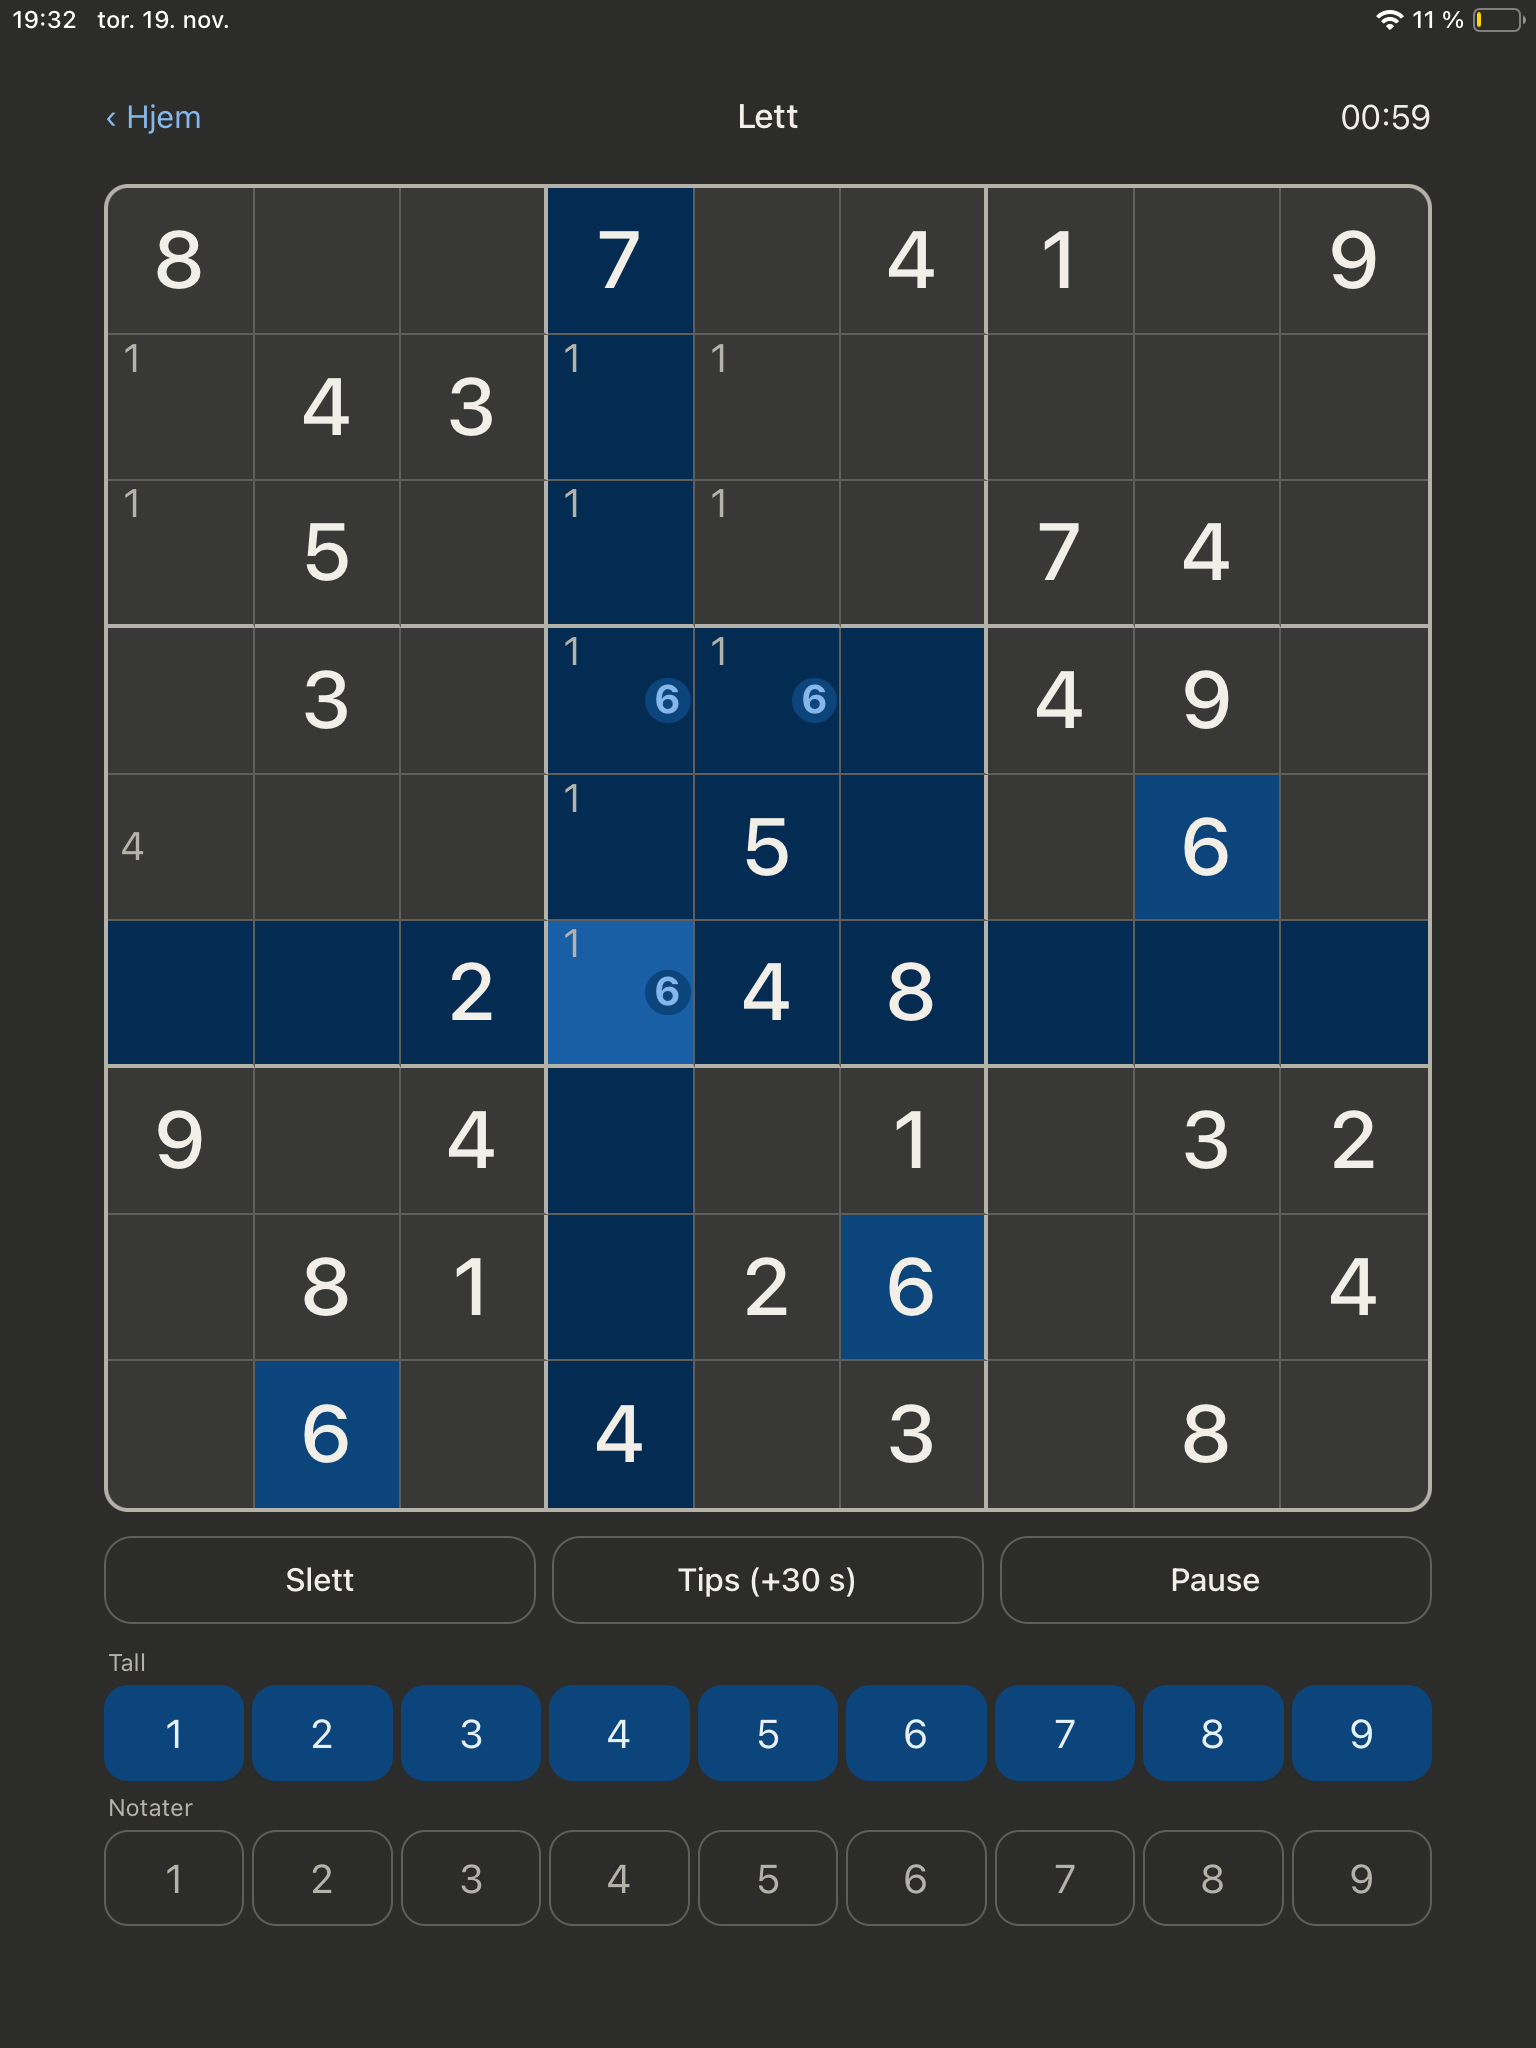 19:32 tor. 19. nov. 11 %
‹ Hjem Lett 00:59
8 7 4 1 9
1 4 3 1 1
1 5 1 1 7 4
3 1 6 1 6 4 9
4 1 5 6
2 1 6 4 8
9 4 1 3 2
8 1 2 6 4
6 4 3 8
Slett Tips (+30 s) Pause
Tall
1 2 3 4 5 6 7 8 9
Notater
1 2 3 4 5 6 7 8 9